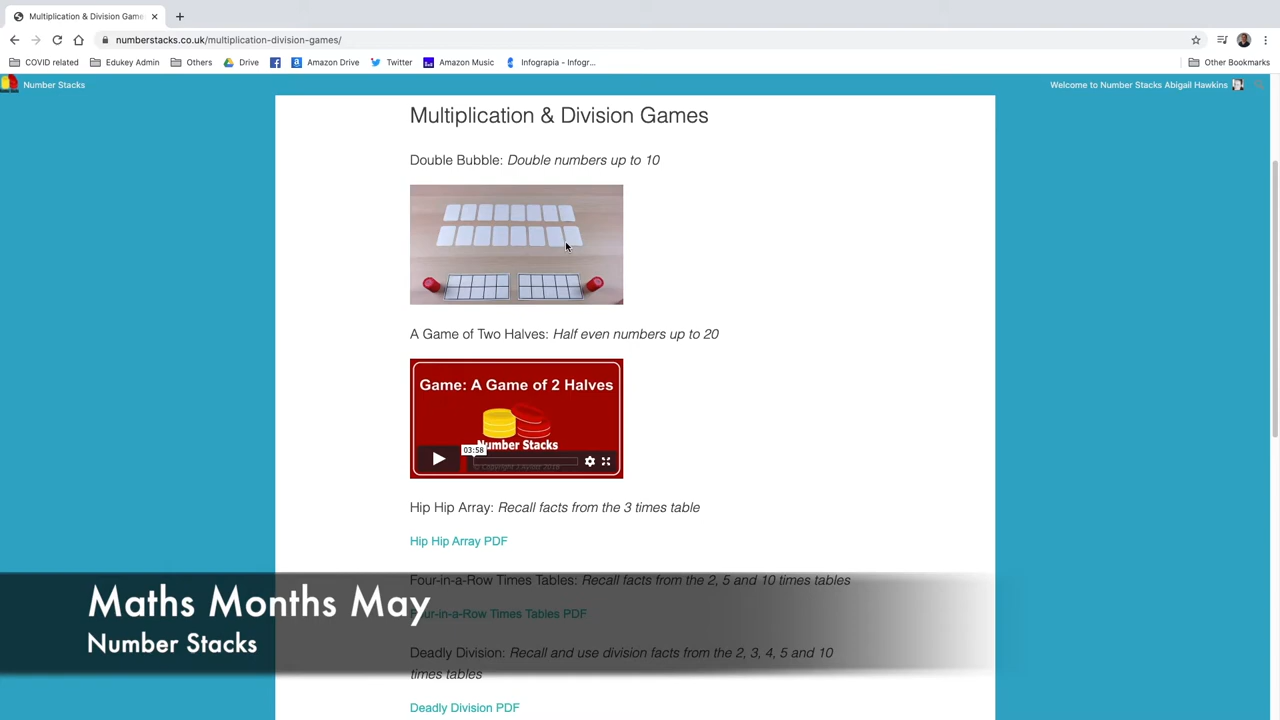 Multiplication & Division Game
numberstacks.co.uk/multiplication-division-games/
COVID related
Edukey Admin
Others
Drive
Amazon Drive
Twitter
Amazon Music
Infograpia - Infogr...
Other Bookmarks
Number Stacks
Welcome to Number Stacks Abigail Hawkins
Multiplication & Division Games
Double Bubble: Double numbers up to 10
A Game of Two Halves: Half even numbers up to 20
Game: A Game of 2 Halves
Number Stacks
03:58
Hip Hip Array: Recall facts from the 3 times table
Hip Hip Array PDF
Four-in-a-Row Times Tables: Recall facts from the 2, 5 and 10 times tables
Maths Months May
Four-in-a-Row Times Tables PDF
Number Stacks
Deadly Division: Recall and use division facts from the 2, 3, 4, 5 and 10
times tables
Deadly Division PDF